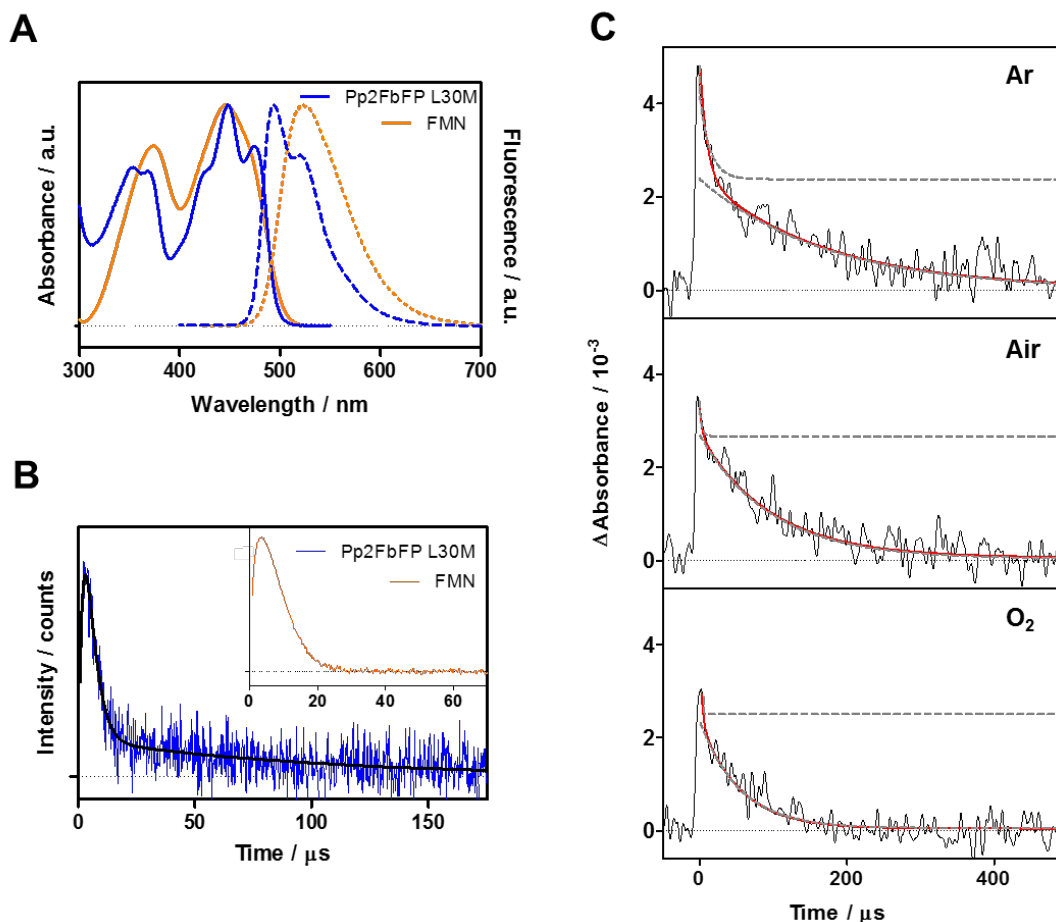 A
Pp2FbFP L30M
FMN
Absorbance / a.u.
Fluorescence / a.u.
300 400 500 600 700
Wavelength / nm
B
Pp2FbFP L30M
FMN
0 20 40 60
Intensity / counts
0 50 100 150
Time / µs
C
Ar
4
2
0
Air
4
2
0
Δ Absorbance / 10⁻³
O₂
4
2
0
0 200 400
Time / µs